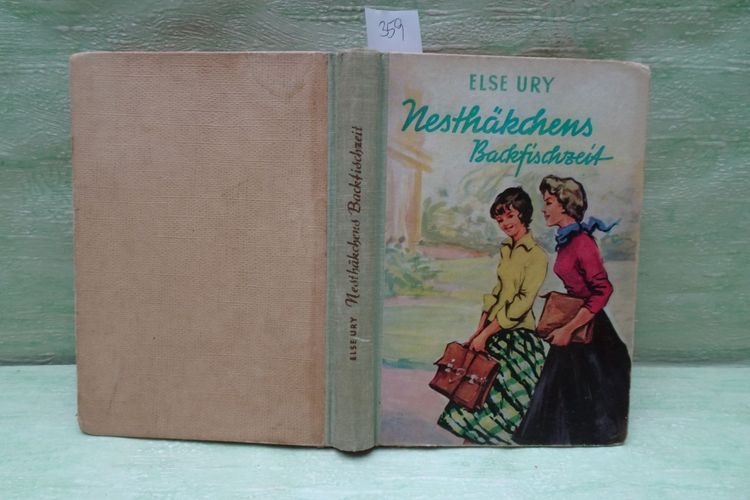 359
ELSE URY
Nesthäkchens
Backfischzeit
ELSE URY Nesthäkchens Backfischzeit